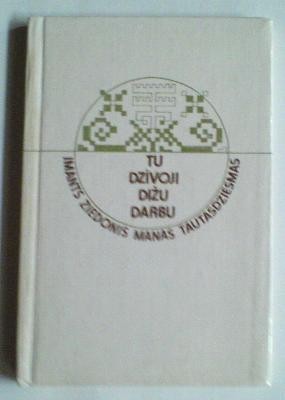 TU
DZĪVOJI
DIŽU
DARBU
IMANTS ZIEDONIS MANAS TAUTASDZIESMAS